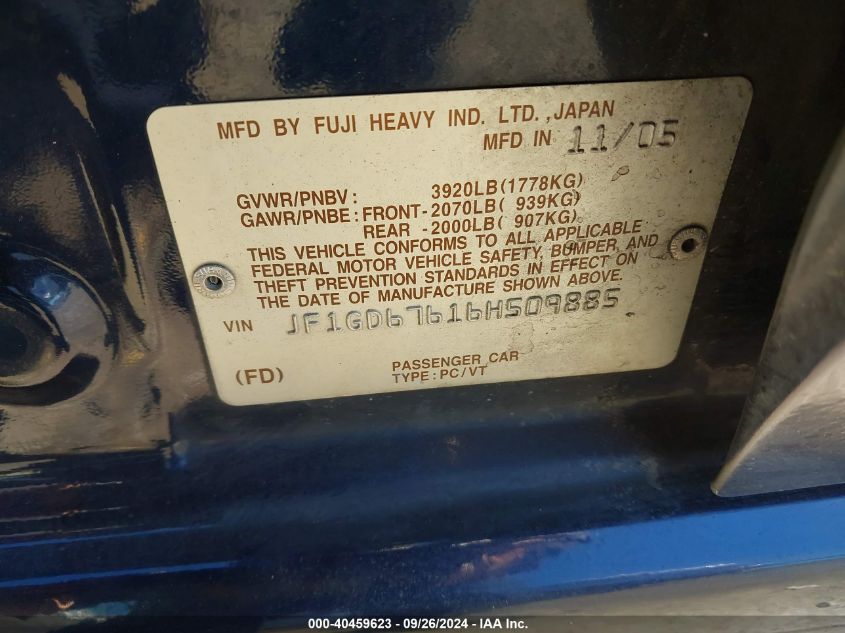 MFD BY FUJI HEAVY IND. LTD. ,JAPAN
MFD IN 11/05
GVWR/PNBV : 3920LB(1778KG)
GAWR/PNBE : FRONT-2070LB( 939KG)
REAR -2000LB( 907KG)
THIS VEHICLE CONFORMS TO ALL APPLICABLE
FEDERAL MOTOR VEHICLE SAFETY, BUMPER, AND
THEFT PREVENTION STANDARDS IN EFFECT ON
THE DATE OF MANUFACTURE SHOWN ABOVE.
VIN JF1GD67616H509885
(FD) PASSENGER CAR
TYPE : PC/VT
000-40459623 - 09/26/2024 - IAA Inc.